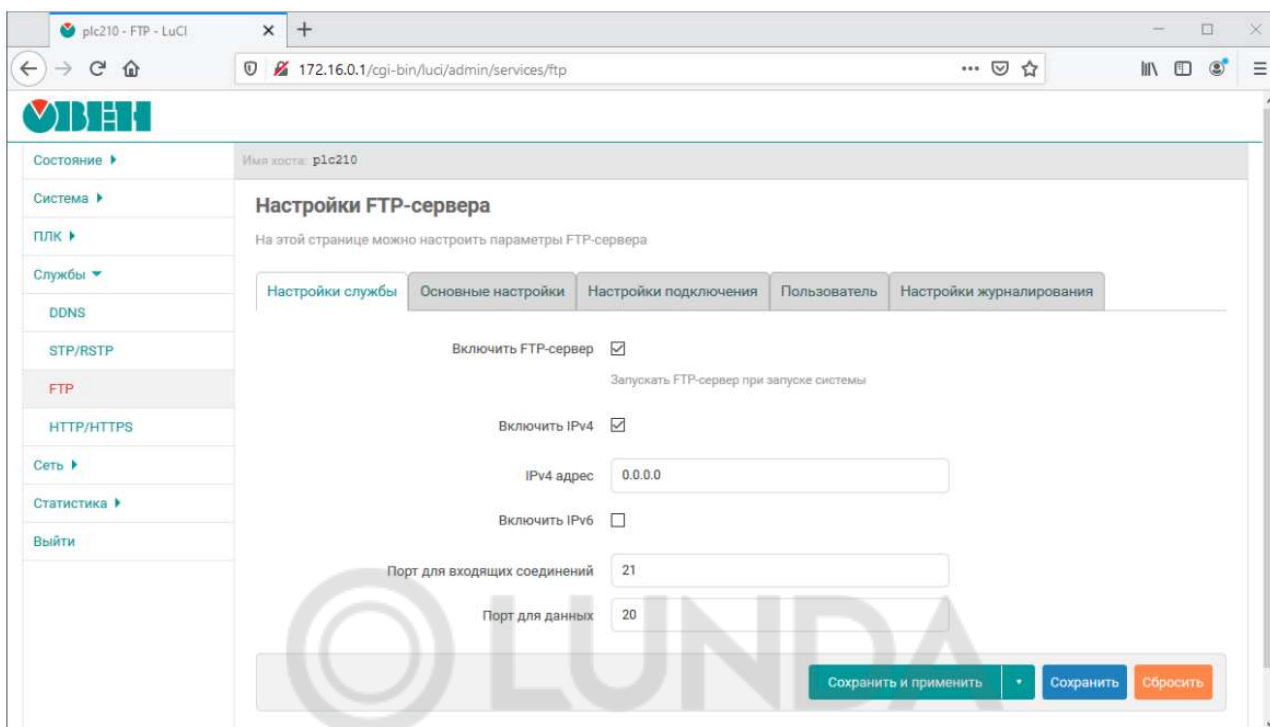 plc210 - FTP - LuCI
172.16.0.1/cgi-bin/luci/admin/services/ftp
ОВЕН
Состояние
Система
ПЛК
Службы
DDNS
STP/RSTP
FTP
HTTP/HTTPS
Сеть
Статистика
Выйти
Имя хоста: plc210
Настройки FTP-сервера
На этой странице можно настроить параметры FTP-сервера
Настройки службы
Основные настройки
Настройки подключения
Пользователь
Настройки журналирования
Включить FTP-сервер
Запускать FTP-сервер при запуске системы
Включить IPv4
IPv4 адрес 0.0.0.0
Включить IPv6
Порт для входящих соединений 21
Порт для данных 20
LUNDA
Сохранить и применить
Сохранить
Сбросить